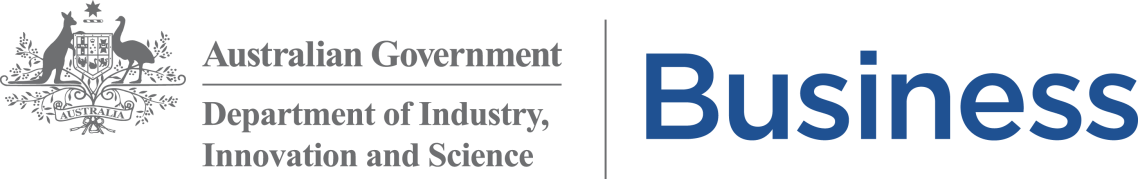 AUSTRALIA
Australian Government
Department of Industry,
Innovation and Science
Business